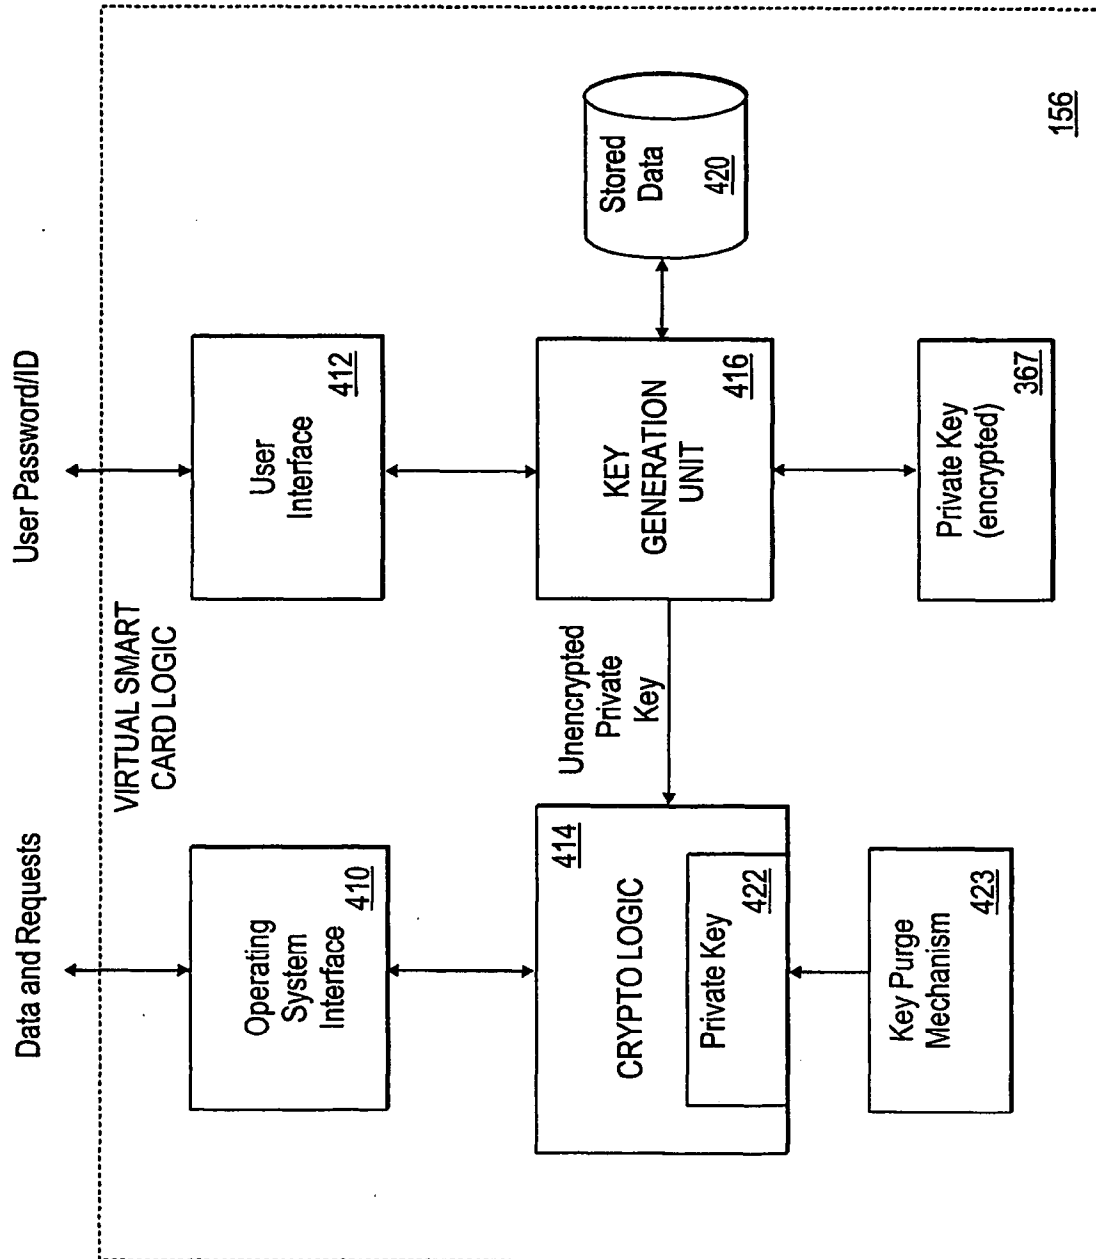 Data and Requests
User Password/ID
VIRTUAL SMART
CARD LOGIC
Operating
System
Interface
410
User
Interface
412
CRYPTO LOGIC
414
Private Key
422
Unencrypted
Private
Key
KEY
GENERATION
UNIT
416
Stored
Data
420
Key Purge
Mechanism
423
Private Key
(encrypted)
367
156